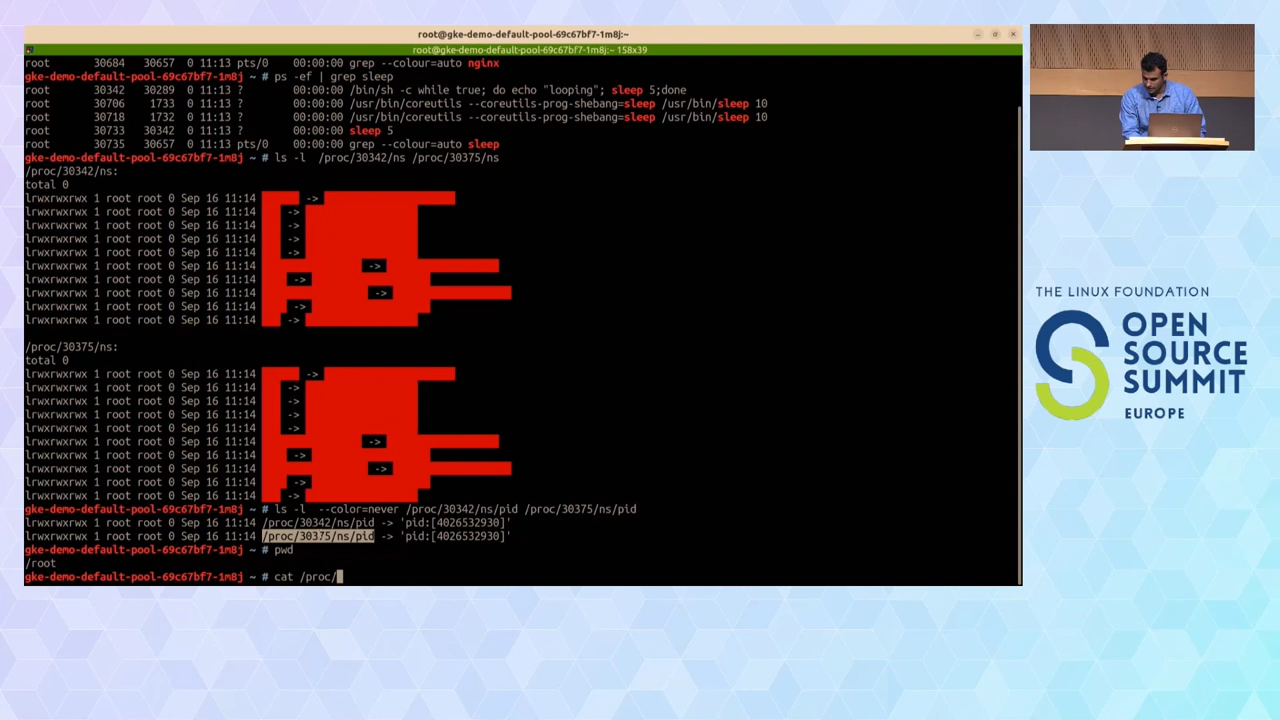 root@gke-demo-default-pool-69c67bf7-1m8j:~
root@gke-demo-default-pool-69c67bf7-1m8j:~ 158x39
root     30684   30657  0 11:13 pts/0    00:00:00 grep --colour=auto nginx
gke-demo-default-pool-69c67bf7-1m8j ~ # ps -ef | grep sleep
root     30342   30289  0 11:13 ?        00:00:00 /bin/sh -c while true; do echo "looping"; sleep 5;done
root     30706    1733  0 11:13 ?        00:00:00 /usr/bin/coreutils --coreutils-prog-shebang=sleep /usr/bin/sleep 10
root     30718    1732  0 11:13 ?        00:00:00 /usr/bin/coreutils --coreutils-prog-shebang=sleep /usr/bin/sleep 10
root     30733   30342  0 11:13 ?        00:00:00 sleep 5
root     30735   30657  0 11:13 pts/0    00:00:00 grep --colour=auto sleep
gke-demo-default-pool-69c67bf7-1m8j ~ # ls -l  /proc/30342/ns /proc/30375/ns
/proc/30342/ns:
total 0
lrwxrwxrwx 1 root root 0 Sep 16 11:14 ->
lrwxrwxrwx 1 root root 0 Sep 16 11:14 ->
lrwxrwxrwx 1 root root 0 Sep 16 11:14 ->
lrwxrwxrwx 1 root root 0 Sep 16 11:14 ->
lrwxrwxrwx 1 root root 0 Sep 16 11:14 ->
lrwxrwxrwx 1 root root 0 Sep 16 11:14 ->
lrwxrwxrwx 1 root root 0 Sep 16 11:14 ->
lrwxrwxrwx 1 root root 0 Sep 16 11:14 ->
lrwxrwxrwx 1 root root 0 Sep 16 11:14 ->
lrwxrwxrwx 1 root root 0 Sep 16 11:14 ->
/proc/30375/ns:
total 0
lrwxrwxrwx 1 root root 0 Sep 16 11:14 ->
lrwxrwxrwx 1 root root 0 Sep 16 11:14 ->
lrwxrwxrwx 1 root root 0 Sep 16 11:14 ->
lrwxrwxrwx 1 root root 0 Sep 16 11:14 ->
lrwxrwxrwx 1 root root 0 Sep 16 11:14 ->
lrwxrwxrwx 1 root root 0 Sep 16 11:14 ->
lrwxrwxrwx 1 root root 0 Sep 16 11:14 ->
lrwxrwxrwx 1 root root 0 Sep 16 11:14 ->
lrwxrwxrwx 1 root root 0 Sep 16 11:14 ->
lrwxrwxrwx 1 root root 0 Sep 16 11:14 ->
gke-demo-default-pool-69c67bf7-1m8j ~ # ls -l  --color=never /proc/30342/ns/pid /proc/30375/ns/pid
lrwxrwxrwx 1 root root 0 Sep 16 11:14 /proc/30342/ns/pid -> 'pid:[4026532930]'
lrwxrwxrwx 1 root root 0 Sep 16 11:14 /proc/30375/ns/pid -> 'pid:[4026532930]'
gke-demo-default-pool-69c67bf7-1m8j ~ # pwd
/root
gke-demo-default-pool-69c67bf7-1m8j ~ # cat /proc/
THE LINUX FOUNDATION
OPEN
SOURCE
SUMMIT
EUROPE